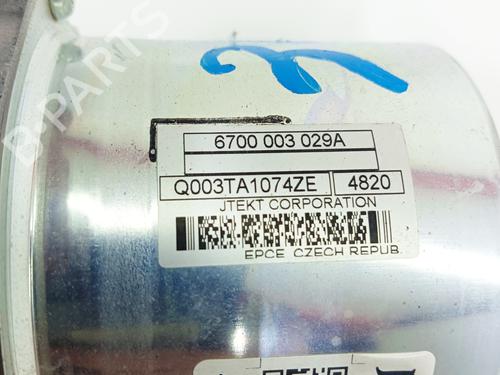 6700 003 029A
Q003TA1074ZE 4820
JTEKT CORPORATION
EPCE CZECH REPUB
B-PARTS